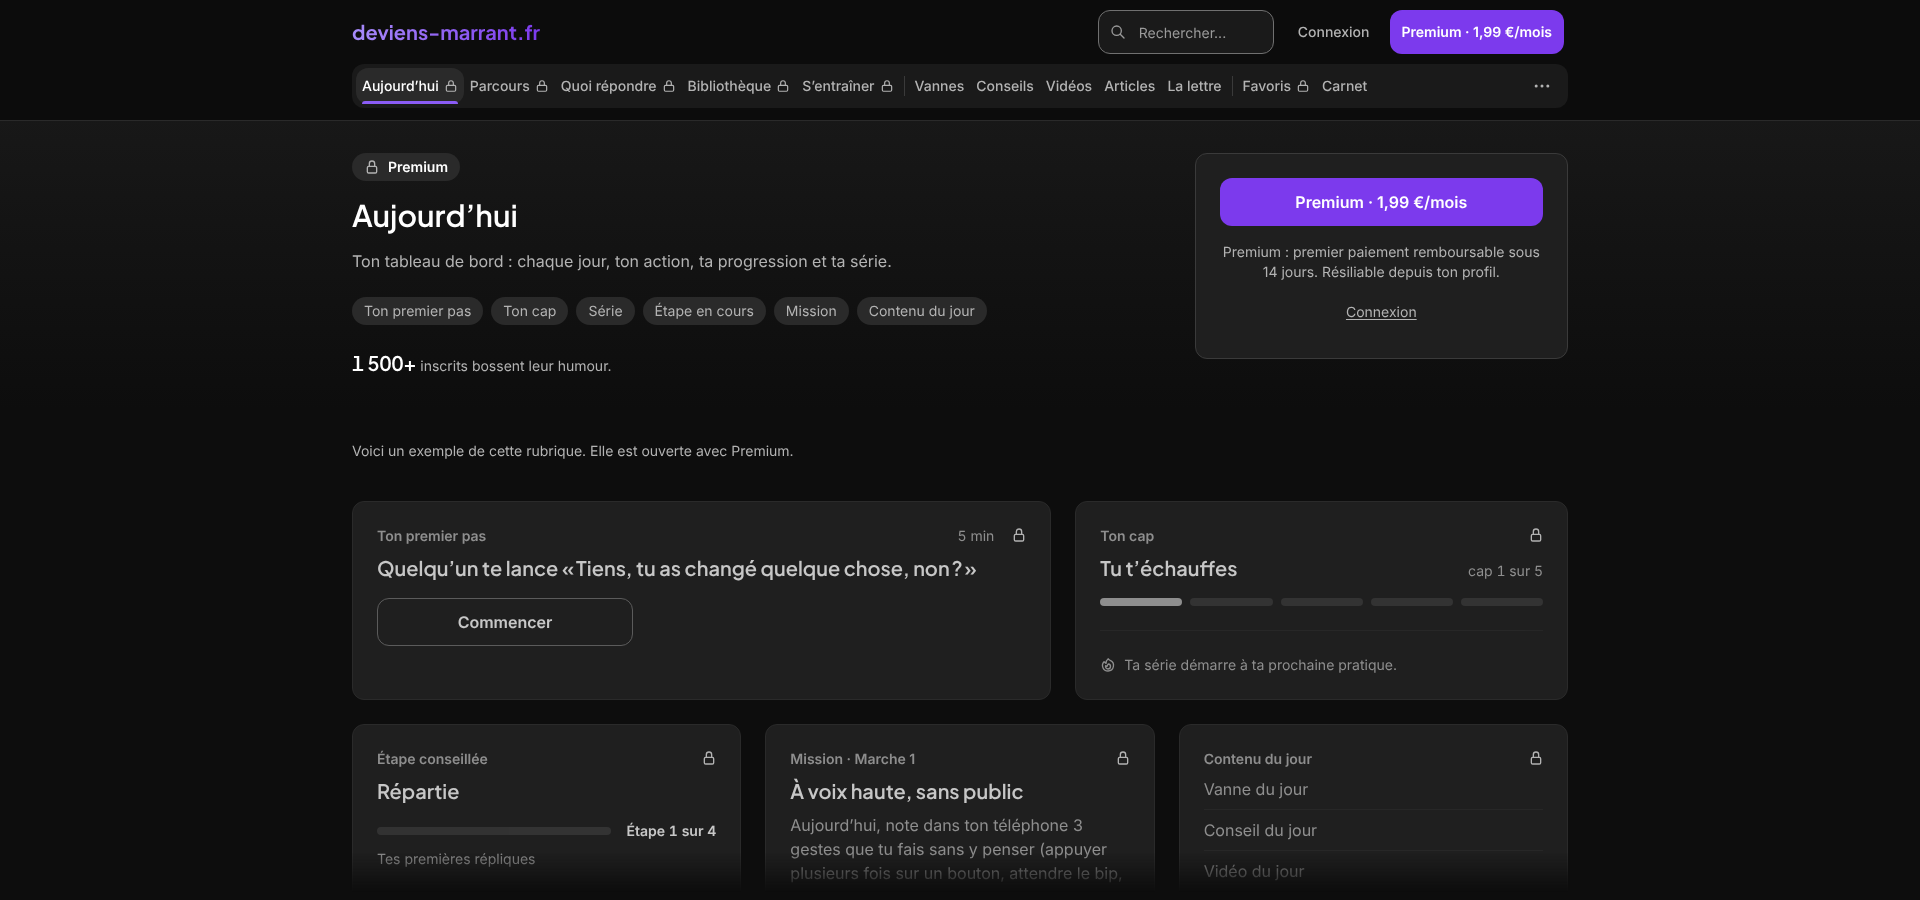 deviens-marrant.fr
Rechercher...
Connexion
Premium · 1,99 €/mois
Aujourd’hui
Parcours
Quoi répondre
Bibliothèque
S’entraîner
Vannes
Conseils
Vidéos
Articles
La lettre
Favoris
Carnet
Premium
Aujourd’hui
Ton tableau de bord : chaque jour, ton action, ta progression et ta série.
Ton premier pas
Ton cap
Série
Étape en cours
Mission
Contenu du jour
1 500+ inscrits bossent leur humour.
Premium · 1,99 €/mois
Premium : premier paiement remboursable sous
14 jours. Résiliable depuis ton profil.
Connexion
Voici un exemple de cette rubrique. Elle est ouverte avec Premium.
Ton premier pas
5 min
Quelqu’un te lance « Tiens, tu as changé quelque chose, non ? »
Commencer
Ton cap
Tu t’échauffes
cap 1 sur 5
Ta série démarre à ta prochaine pratique.
Étape conseillée
Répartie
Étape 1 sur 4
Tes premières répliques
Mission · Marche 1
À voix haute, sans public
Aujourd’hui, note dans ton téléphone 3
gestes que tu fais sans y penser (appuyer
plusieurs fois sur un bouton, attendre le bip,
Contenu du jour
Vanne du jour
Conseil du jour
Vidéo du jour